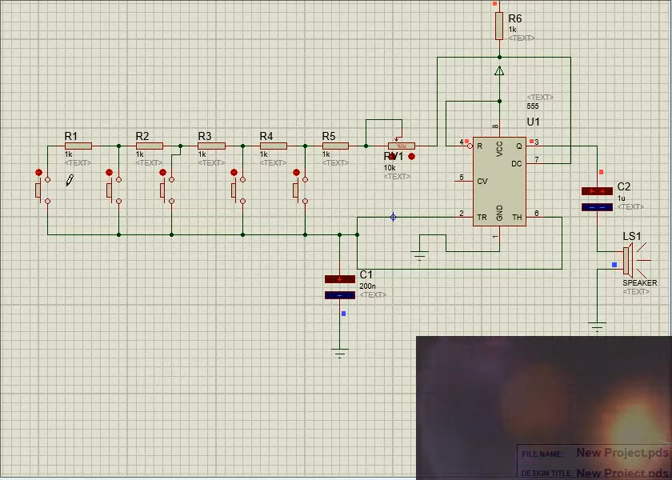 R6
1k
<TEXT>
<TEXT>
555
U1
R1
1k
<TEXT>
R2
1k
<TEXT>
R3
1k
<TEXT>
R4
1k
<TEXT>
R5
1k
<TEXT>
RV1
10k
<TEXT>
4
R
VCC
8
Q
3
DC
7
5
CV
2
TR
GND
1
TH
6
C2
1u
<TEXT>
LS1
SPEAKER
<TEXT>
C1
200n
<TEXT>
FILE NAME: New Project.pds
DESIGN TITLE: New Project.pds